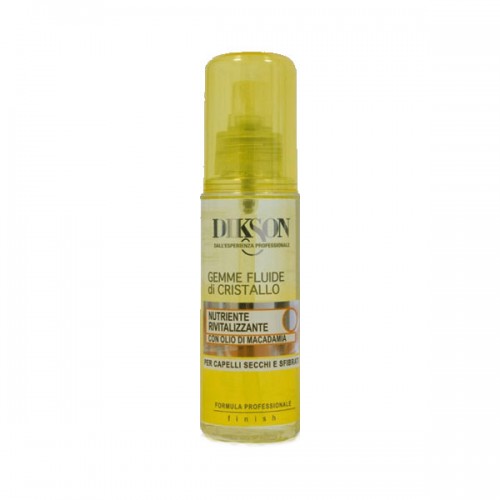 DIKSON
DALL'ESPERIENZA PROFESSIONALE
GEMME FLUIDE
di CRISTALLO
NUTRIENTE
RIVITALIZZANTE
CON OLIO DI MACADAMIA
PER CAPELLI SECCHI E SFIBRATI
FORMULA PROFESSIONALE
finish